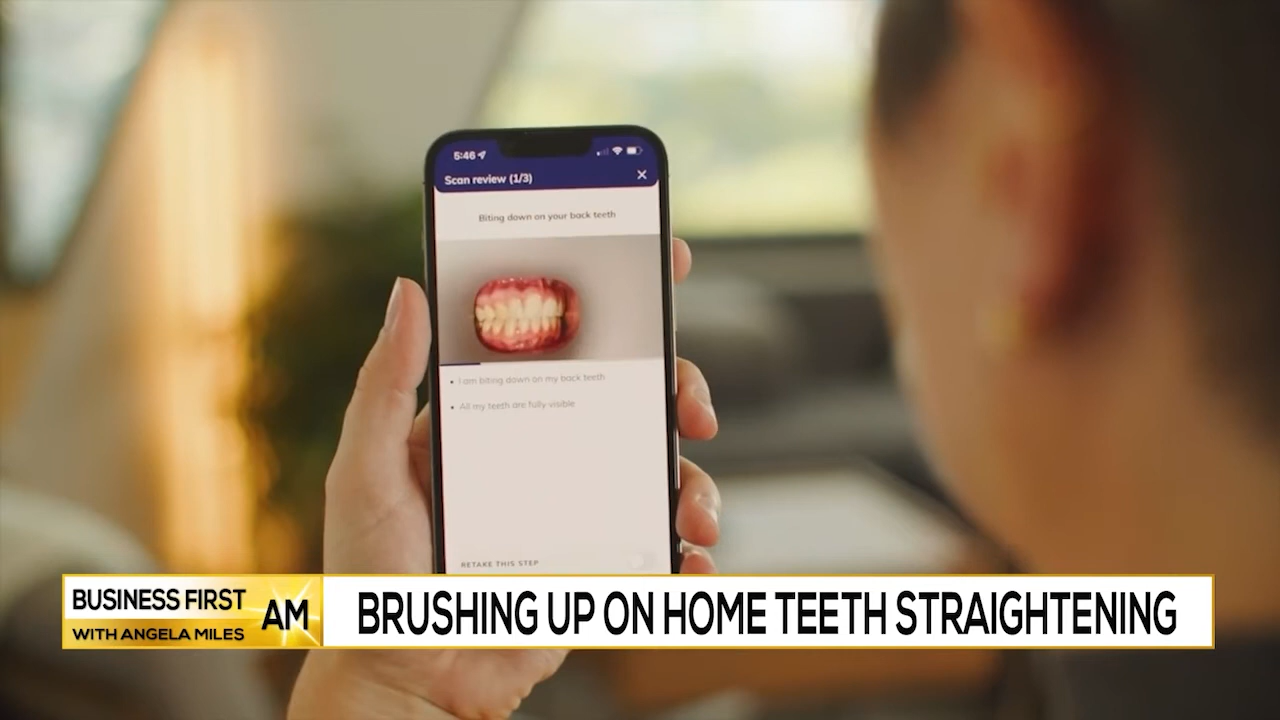 5:46
Scan review (1/3)
Biting down on your back teeth
I am biting down on my back teeth
All my teeth are fully-visible
RETAKE THIS STEP
BUSINESS FIRST
WITH ANGELA MILES
AM
BRUSHING UP ON HOME TEETH STRAIGHTENING